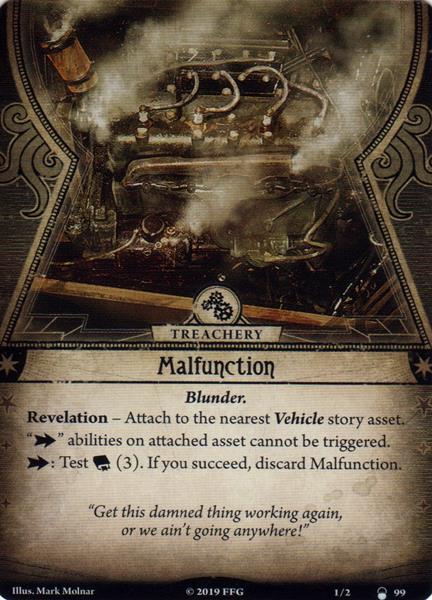 TREACHERY
Malfunction
Blunder.
Revelation – Attach to the nearest Vehicle story asset.
“ ” abilities on attached asset cannot be triggered.
: Test (3). If you succeed, discard Malfunction.
“Get this damned thing working again,
or we ain’t going anywhere!”
Illus. Mark Molnar © 2019 FFG 1/2 99